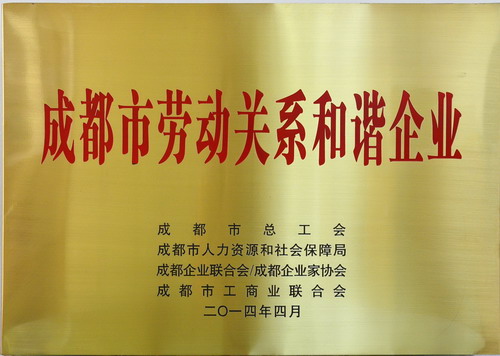 成都市劳动关系和谐企业
成都市总工会
成都市人力资源和社会保障局
成都企业联合会/成都企业家协会
成都市工商业联合会
二〇一四年四月